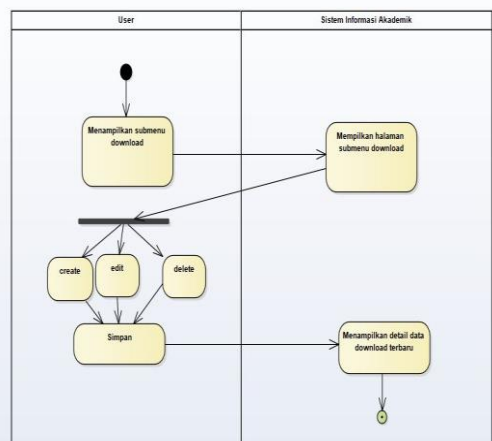 User
Sistem Informasi Akademik
Menampilkan submenu
download
Mempilkan halaman
submenu download
create
edit
delete
Simpan
Menampilkan detail data
download terbaru